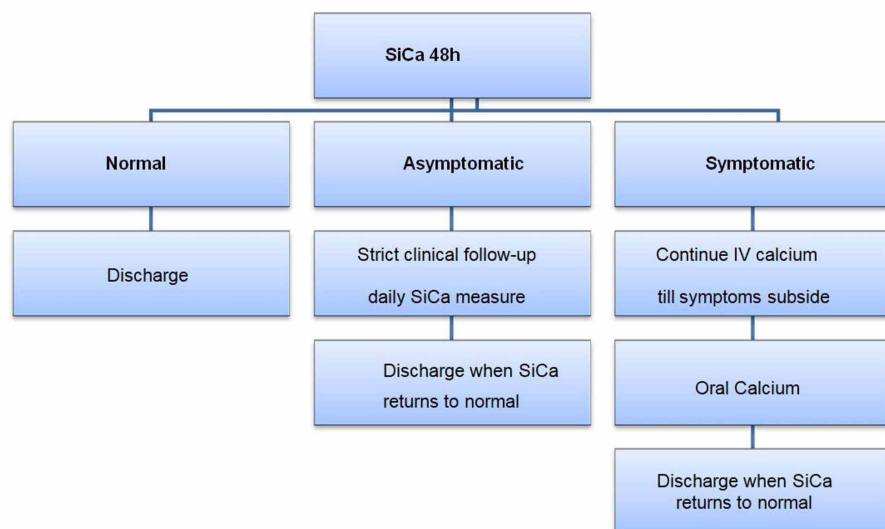 SiCa 48h
Normal
Asymptomatic
Symptomatic
Discharge
Strict clinical follow-up
daily SiCa measure
Continue IV calcium
till symptoms subside
Discharge when SiCa
returns to normal
Oral Calcium
Discharge when SiCa
returns to normal